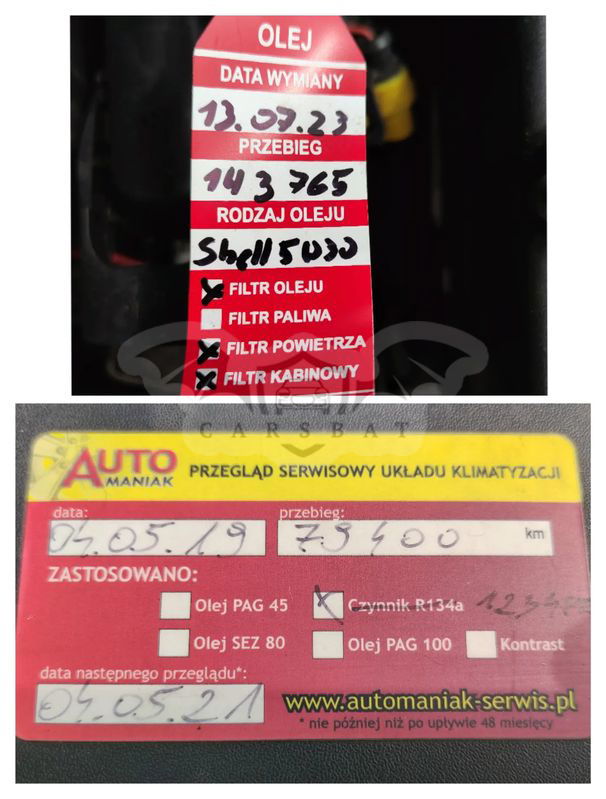 OLEJ
DATA WYMIANY
13.07.23
PRZEBIEG
143 765
RODZAJ OLEJU
Shell 5W30
FILTR OLEJU
FILTR PALIWA
FILTR POWIETRZA
FILTR KABINOWY
CARSBAT
AUTO MANIAK PRZEGLĄD SERWISOWY UKŁADU KLIMATYZACJI
data: przebieg:
04.05.19 79400 km
ZASTOSOWANO:
Olej PAG 45 Czynnik R134a
Olej SEZ 80 Olej PAG 100 Kontrast
data następnego przeglądu*:
04.05.21 www.automaniak-serwis.pl
* nie później niż po upływie 48 miesięcy